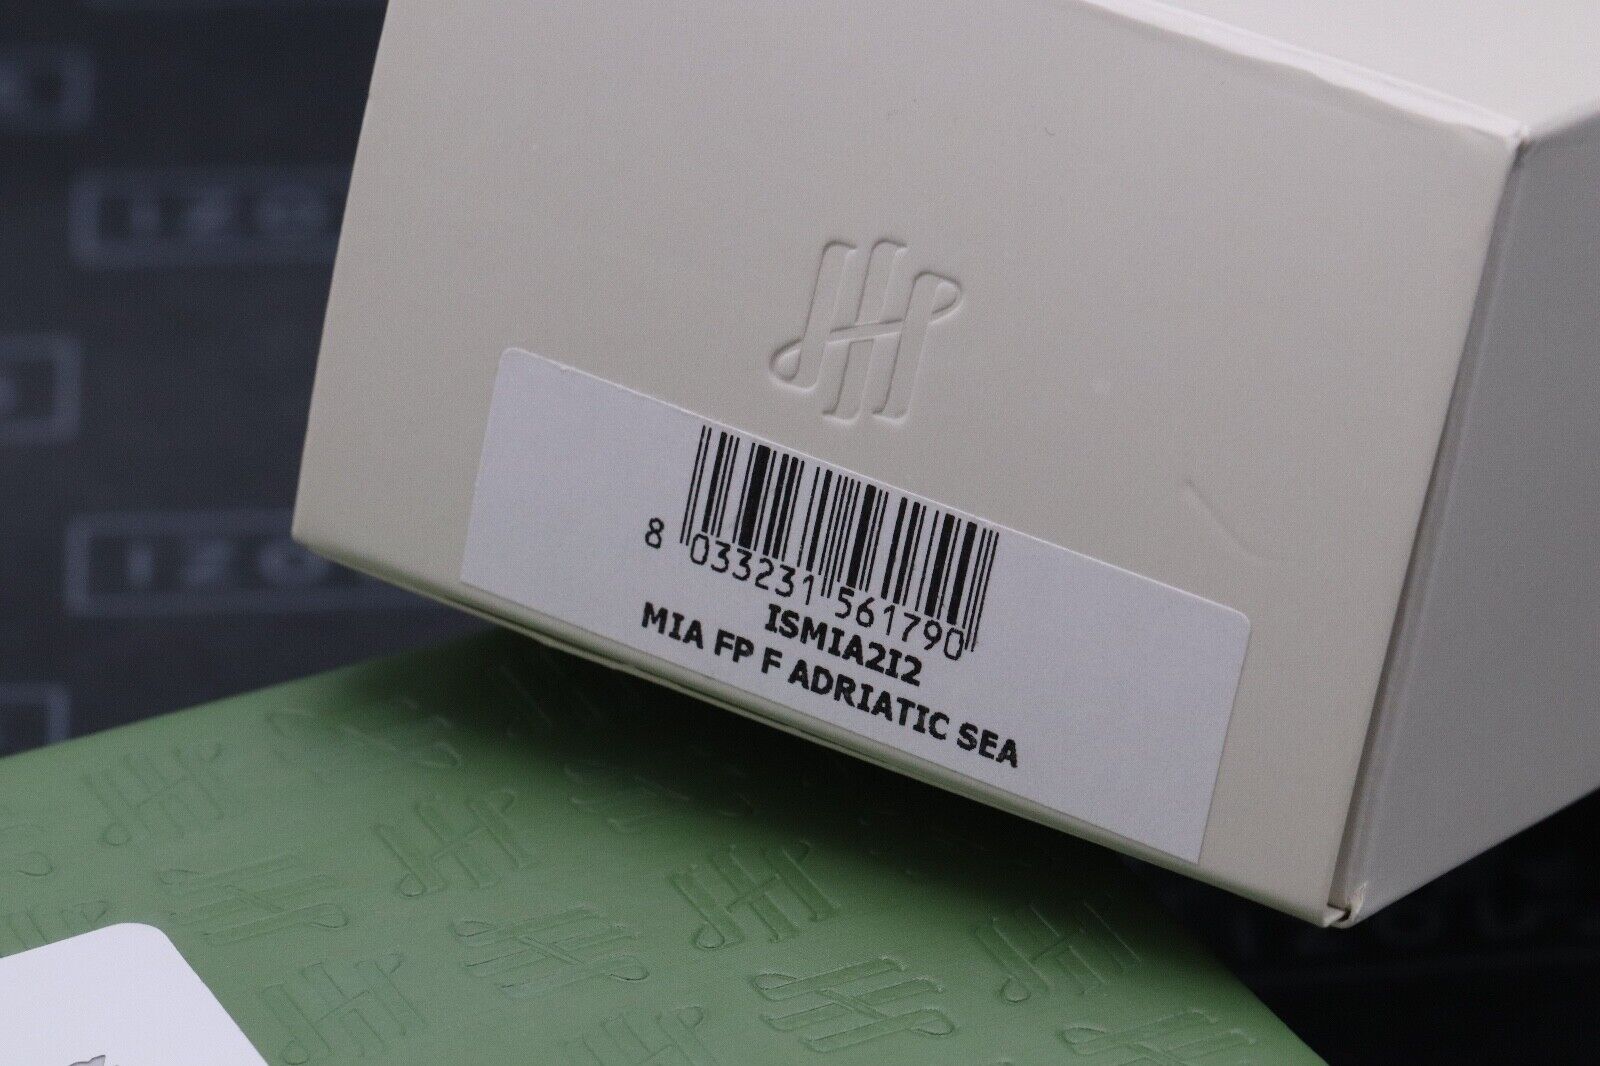 8 033231 561790
ISMIA2I2
MIA FP F ADRIATIC SEA